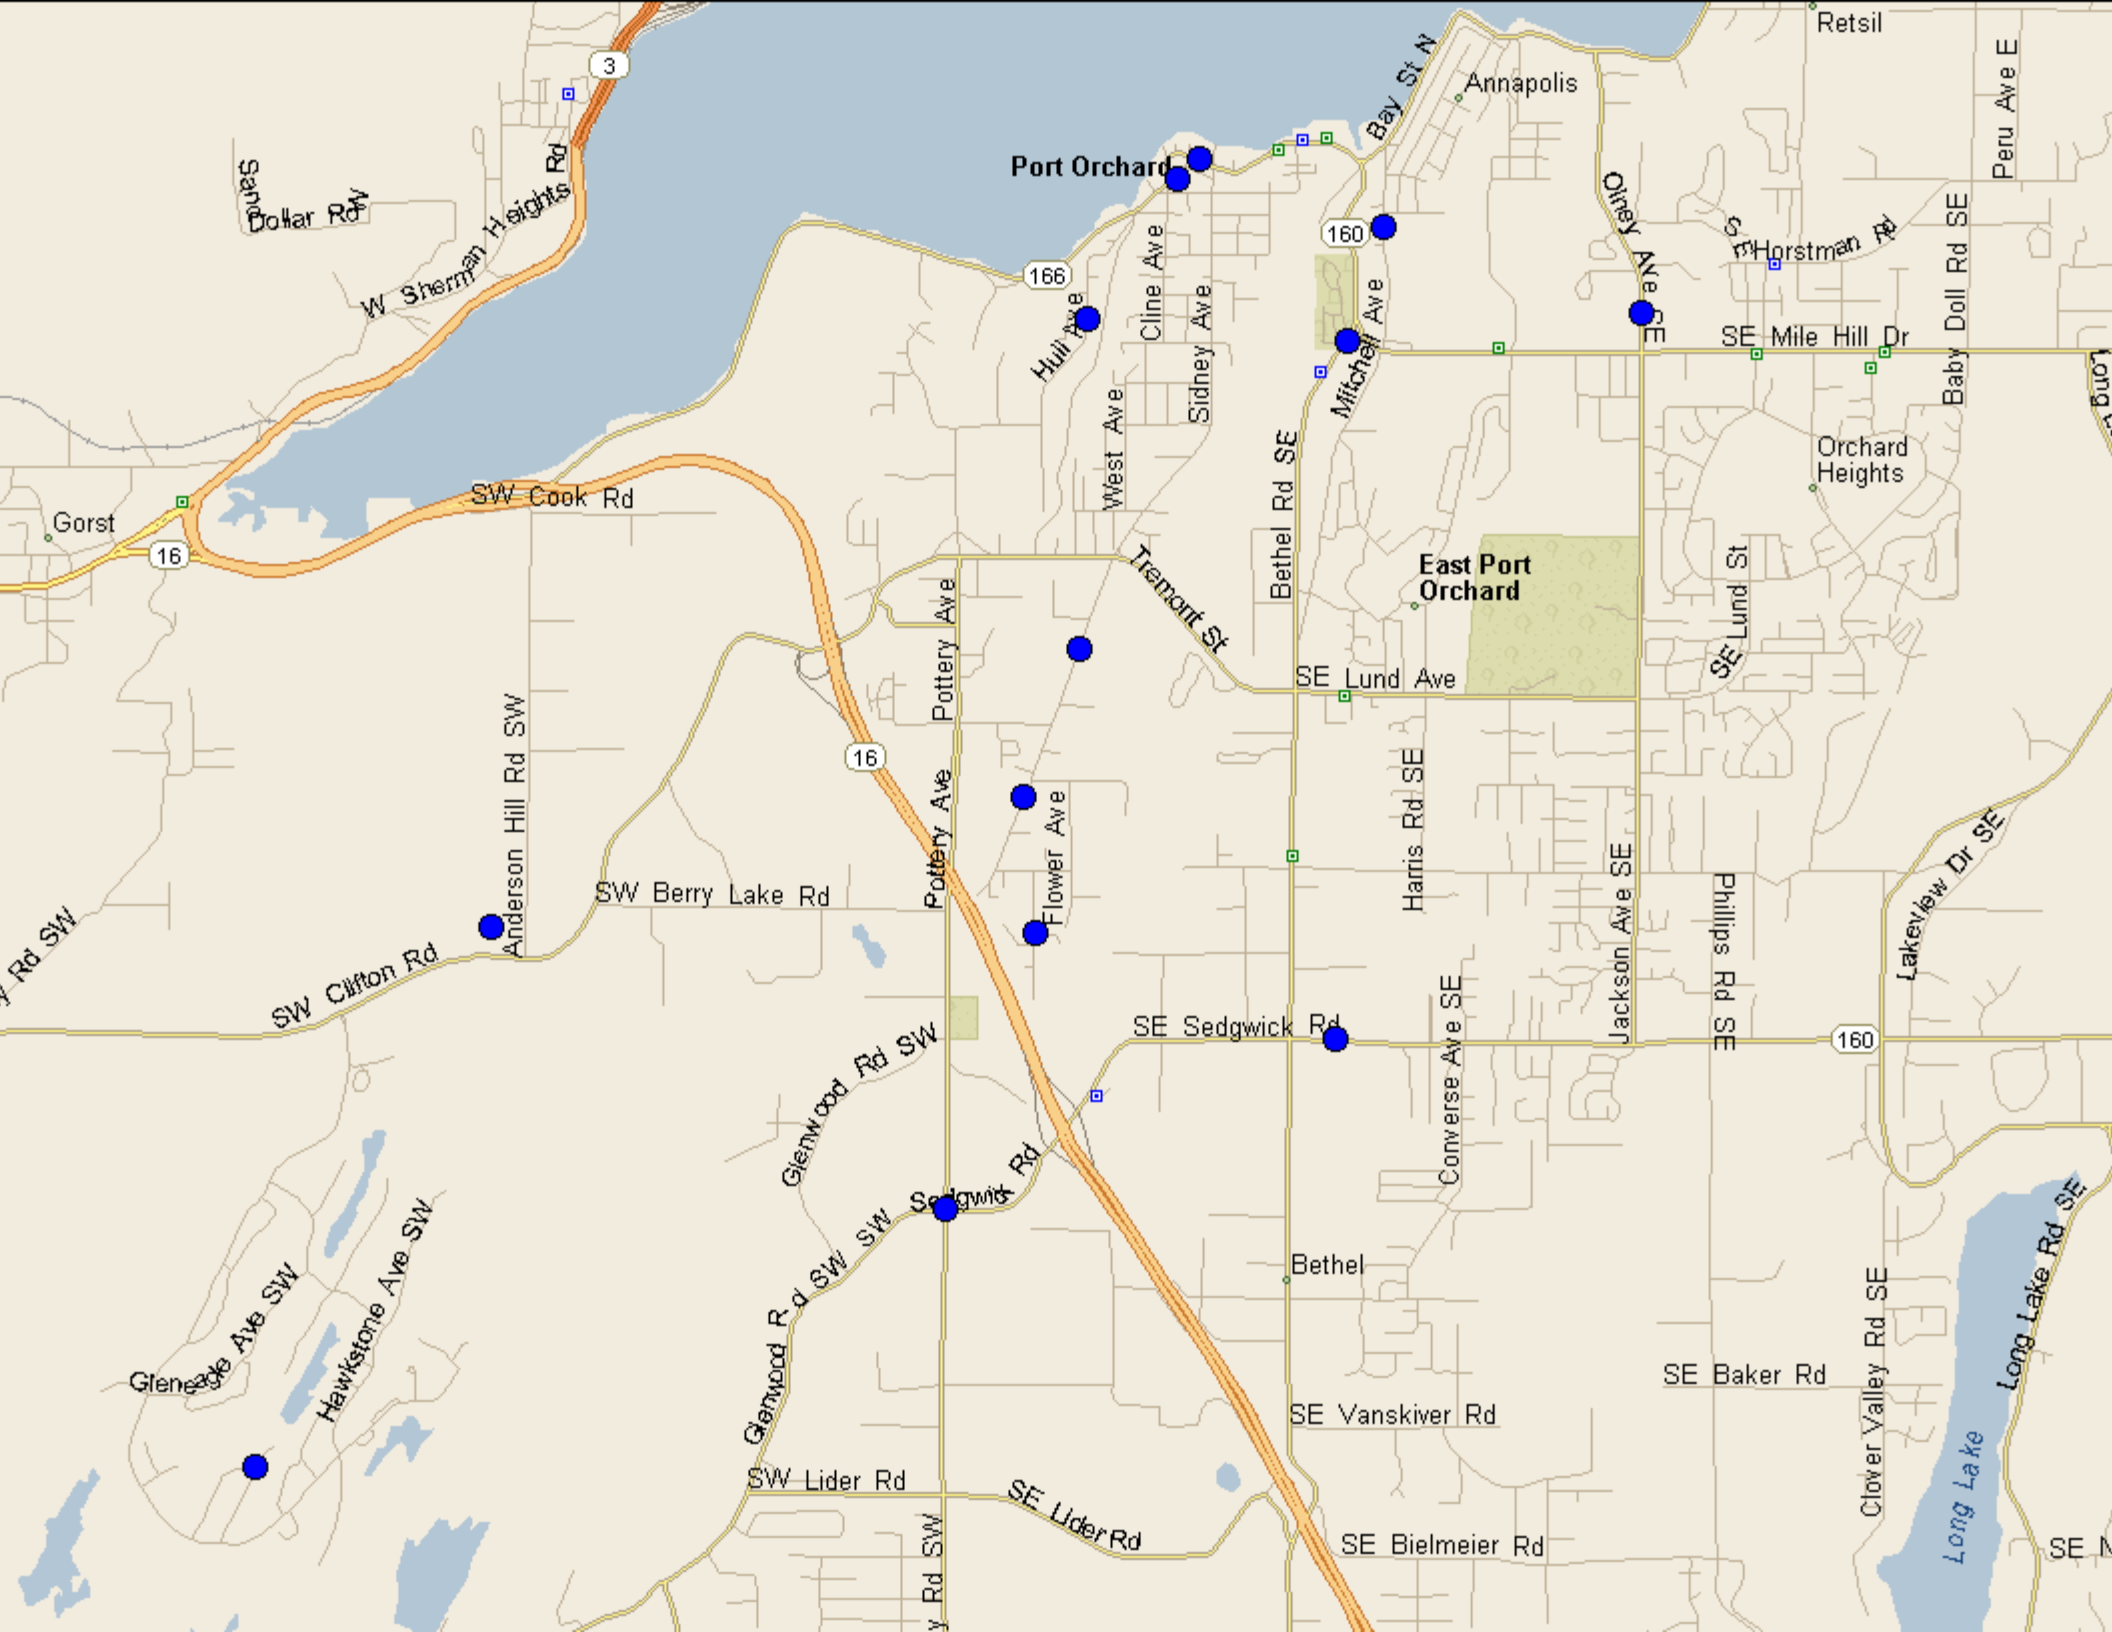 Retsil
3
Annapolis
Bay St N
Peru Ave E
Rd
Port Orchard
Sand
Dollar Rd
W Sherman Heights
Olney Ave SE
160
SE Horstman Rd
Baby Doll Rd SE
166
Cline Ave
Hull Ave
Sidney Ave
Mitchell Ave
SE Mile Hill Dr
Long
West Ave
Bethel Rd SE
Orchard
Heights
SW Cook Rd
Gorst
16
Tremont St
East Port
Orchard
SE Lund St
Pottery Ave
SE Lund Ave
Anderson Hill Rd SW
16
Pottery Ave
Flower Ave
Harris Rd SE
Jackson Ave SE
Phillips Rd SE
Lakeview Dr SE
SW Berry Lake Rd
Rd SW
SW Clifton Rd
SE Sedgwick Rd
160
Converse Ave SE
Glenwood Rd SW
Sedgwick Rd
SW
Bethel
Hawkstone Ave SW
Gleneagle Ave SW
Glenwood Rd SW
Long Lake Rd SE
Clover Valley Rd SE
SE Baker Rd
SE Vanskiver Rd
Long Lake
SW Lider Rd
SE Lider Rd
SE Bielmeier Rd
Rd SW
SE